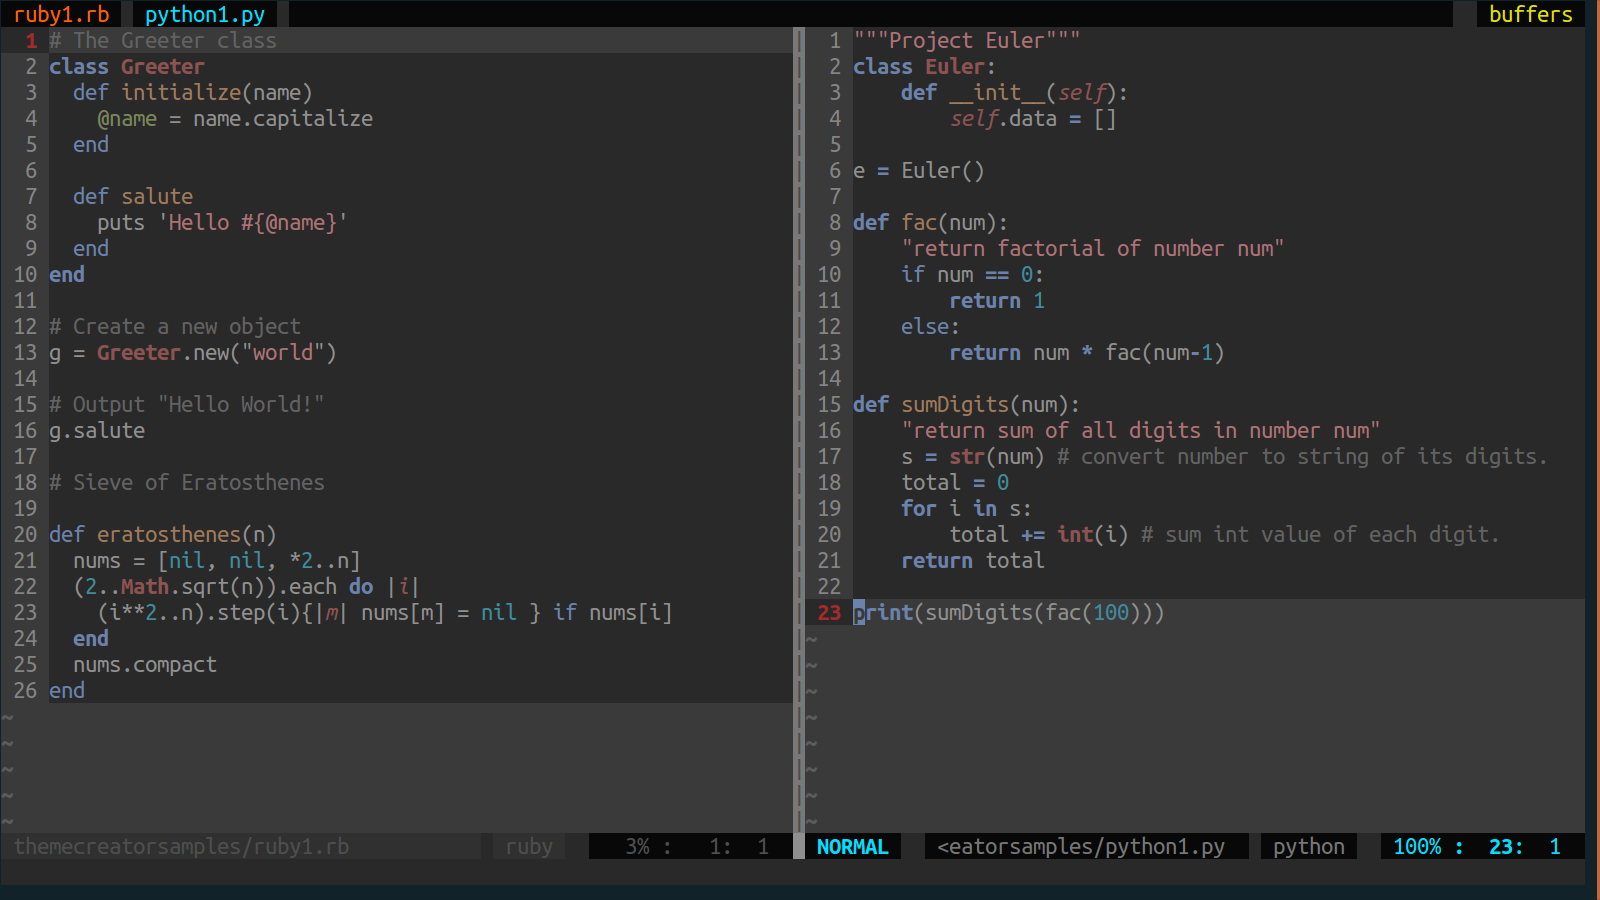 ruby1.rb python1.py buffers
1 # The Greeter class
2 class Greeter
3   def initialize(name)
4     @name = name.capitalize
5   end
6
7   def salute
8     puts 'Hello #{@name}'
9   end
10 end
11
12 # Create a new object
13 g = Greeter.new("world")
14
15 # Output "Hello World!"
16 g.salute
17
18 # Sieve of Eratosthenes
19
20 def eratosthenes(n)
21   nums = [nil, nil, *2..n]
22   (2..Math.sqrt(n)).each do |i|
23     (i**2..n).step(i){|m| nums[m] = nil } if nums[i]
24   end
25   nums.compact
26 end
~
~
~
~
~
themecreatorsamples/ruby1.rb ruby 3% : 1: 1
1 """Project Euler"""
2 class Euler:
3     def __init__(self):
4         self.data = []
5
6 e = Euler()
7
8 def fac(num):
9     "return factorial of number num"
10     if num == 0:
11         return 1
12     else:
13         return num * fac(num-1)
14
15 def sumDigits(num):
16     "return sum of all digits in number num"
17     s = str(num) # convert number to string of its digits.
18     total = 0
19     for i in s:
20         total += int(i) # sum int value of each digit.
21     return total
22
23 print(sumDigits(fac(100)))
~
~
~
~
~
~
~
~
NORMAL <eatorsamples/python1.py python 100% : 23: 1